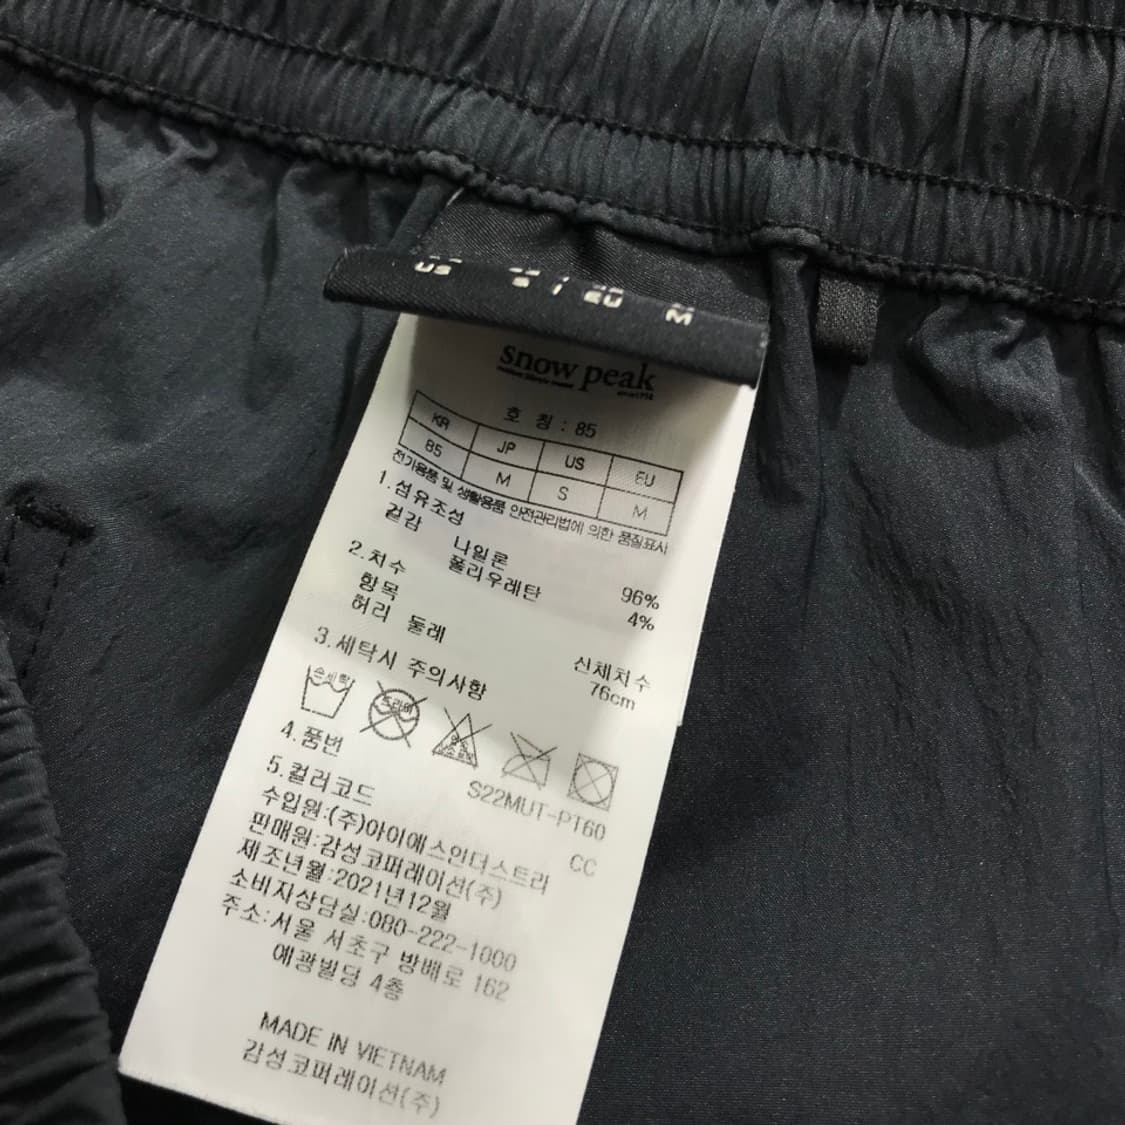 US S / EU M
snow peak
호 칭 : 85
KR JP US EU
85 M S M
전기용품 및 생활용품 안전관리법에 의한 품질표시
1.섬유조성
겉감 나일론 96%
폴리우레탄 4%
2.치수
항목 신체치수
허리 둘레 76cm
3.세탁시 주의사항
손세탁
드라이
4.품번 S22MUT-PT60
5.컬러코드 CC
수입원:(주)아이에스인더스트리
판매원:감성코퍼레이션(주)
제조년월:2021년12월
소비자상담실:080-222-1000
주소:서울 서초구 방배로 162
예광빌딩 4층
MADE IN VIETNAM
감성코퍼레이션(주)